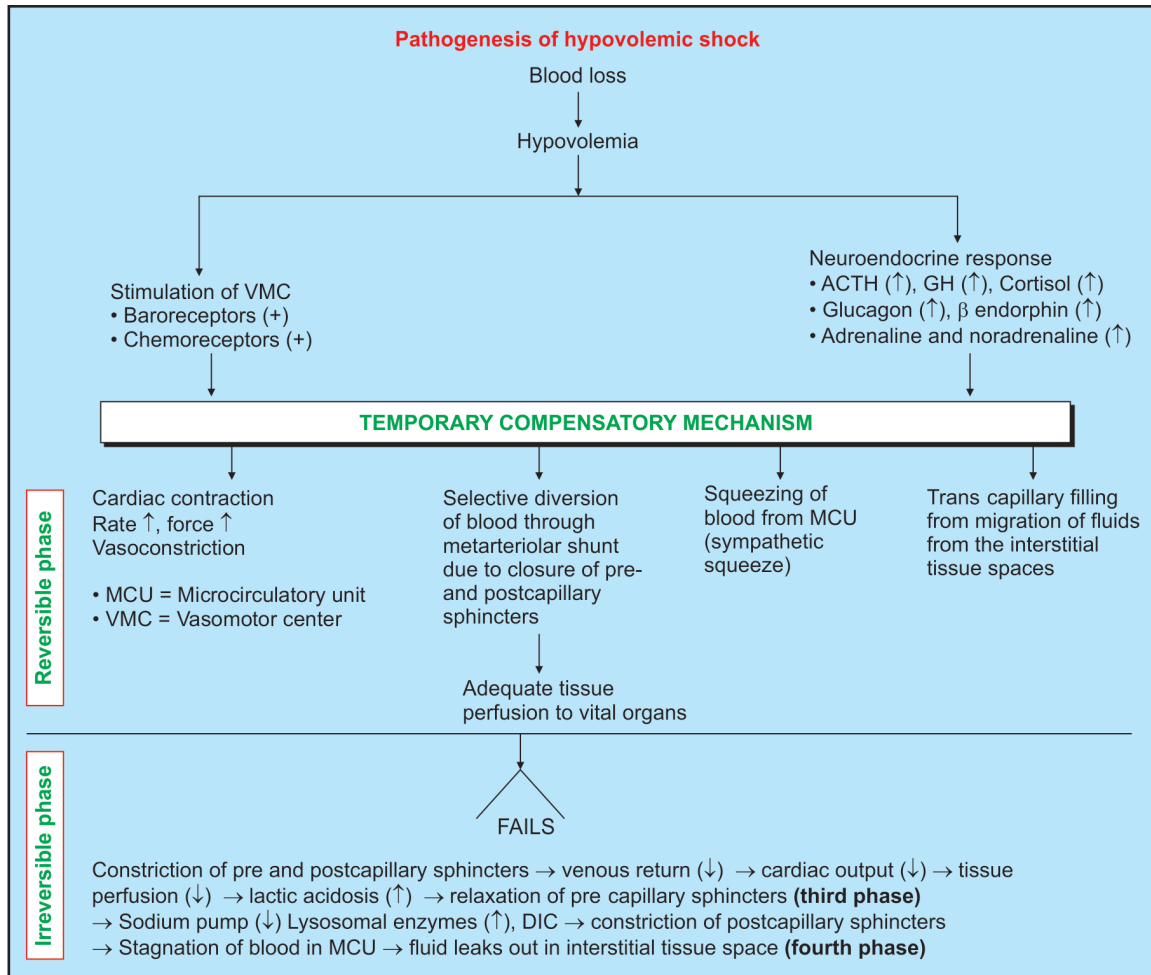 Pathogenesis of hypovolemic shock
Blood loss
Hypovolemia
Stimulation of VMC
• Baroreceptors (+)
• Chemoreceptors (+)
Neuroendocrine response
• ACTH (↑), GH (↑), Cortisol (↑)
• Glucagon (↑), β endorphin (↑)
• Adrenaline and noradrenaline (↑)
TEMPORARY COMPENSATORY MECHANISM
Reversible phase
Cardiac contraction
Rate ↑, force ↑
Vasoconstriction
• MCU = Microcirculatory unit
• VMC = Vasomotor center
Selective diversion
of blood through
metarteriolar shunt
due to closure of pre-
and postcapillary
sphincters
Squeezing of
blood from MCU
(sympathetic
squeeze)
Trans capillary filling
from migration of fluids
from the interstitial
tissue spaces
Adequate tissue
perfusion to vital organs
Irreversible phase
FAILS
Constriction of pre and postcapillary sphincters → venous return (↓) → cardiac output (↓) → tissue
perfusion (↓) → lactic acidosis (↑) → relaxation of pre capillary sphincters (third phase)
→ Sodium pump (↓) Lysosomal enzymes (↑), DIC → constriction of postcapillary sphincters
→ Stagnation of blood in MCU → fluid leaks out in interstitial tissue space (fourth phase)